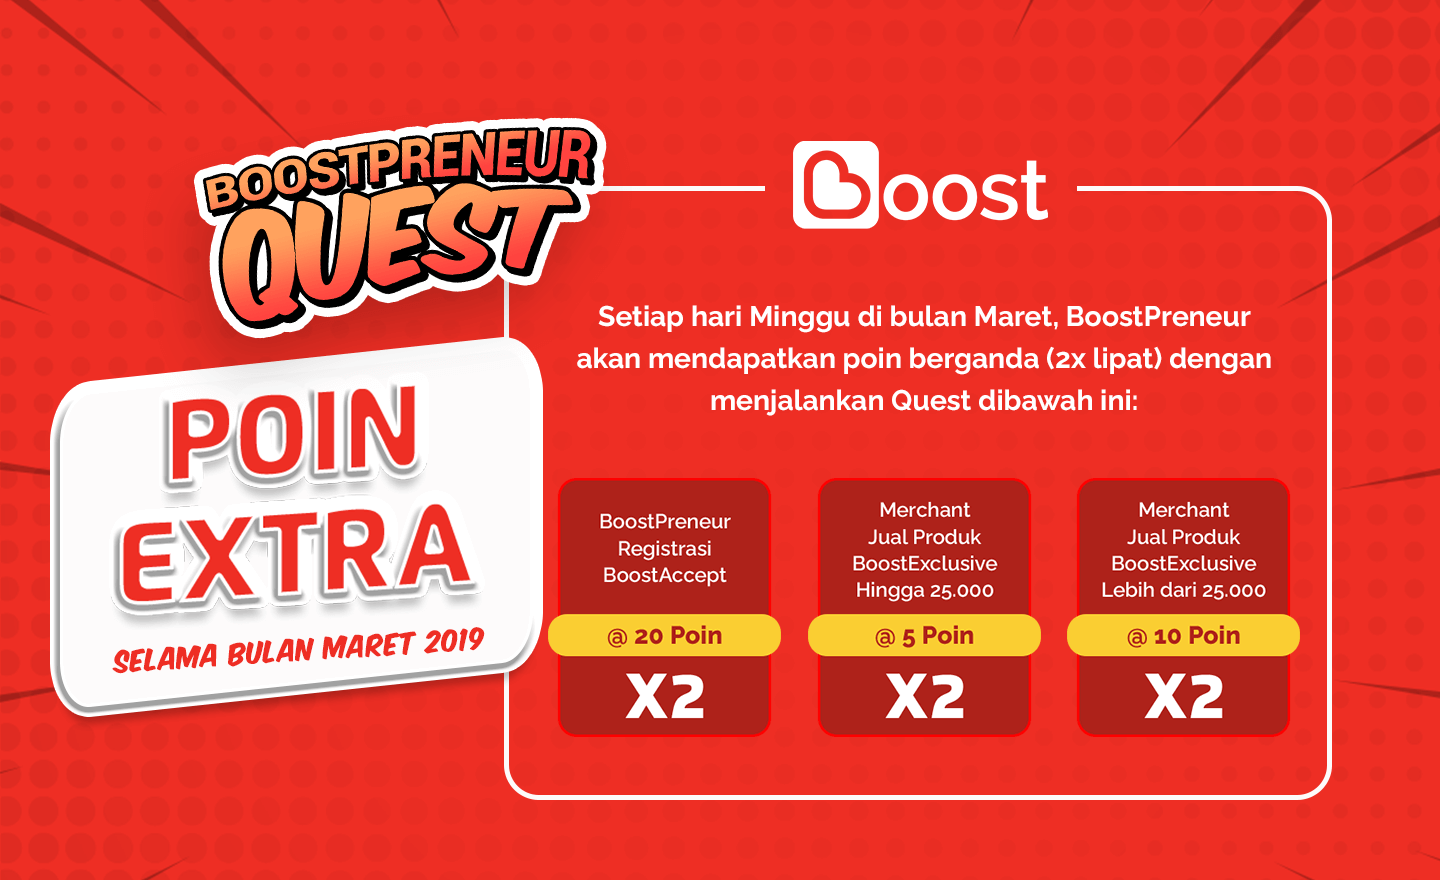 BOOSTPRENEUR
QUEST
POIN
EXTRA
SELAMA BULAN MARET 2019
Boost
Setiap hari Minggu di bulan Maret, BoostPreneur
akan mendapatkan poin berganda (2x lipat) dengan
menjalankan Quest dibawah ini:
BoostPreneur
Registrasi
BoostAccept
@ 20 Poin
X2
Merchant
Jual Produk
BoostExclusive
Hingga 25.000
@ 5 Poin
X2
Merchant
Jual Produk
BoostExclusive
Lebih dari 25.000
@ 10 Poin
X2